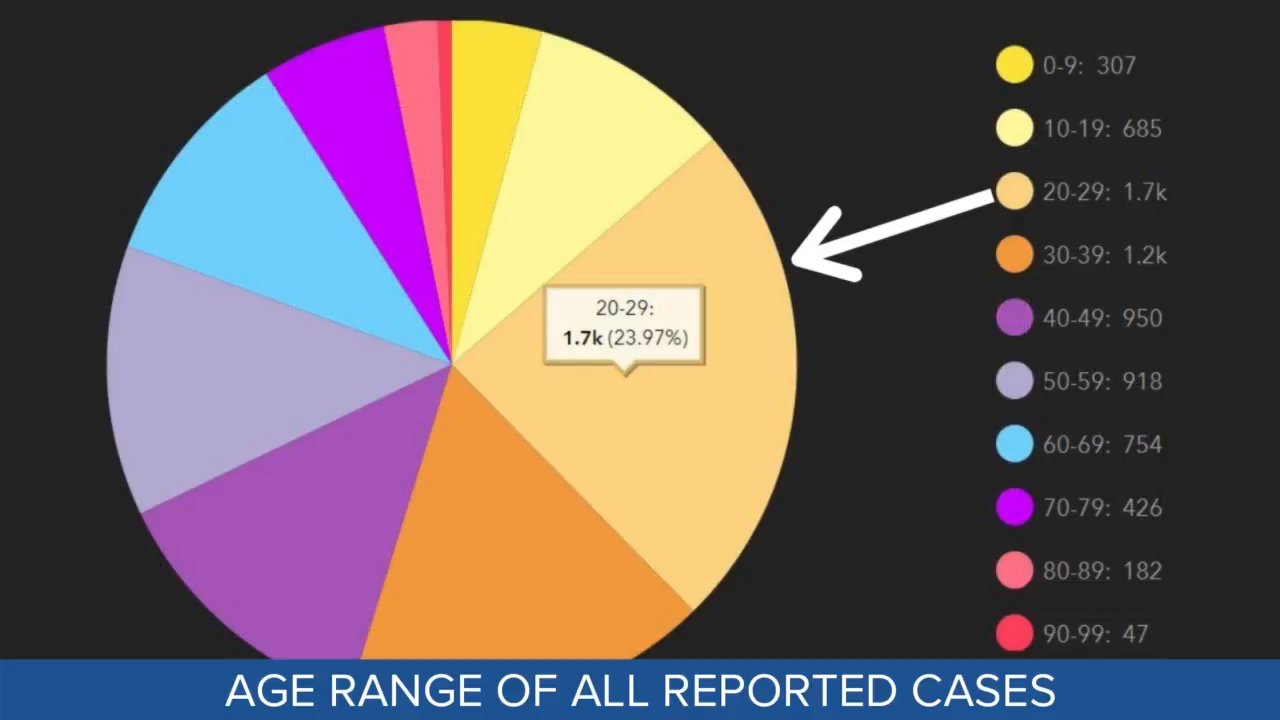 0-9: 307
10-19: 685
20-29: 1.7k
30-39: 1.2k
40-49: 950
50-59: 918
60-69: 754
70-79: 426
80-89: 182
90-99: 47
20-29:
1.7k (23.97%)
AGE RANGE OF ALL REPORTED CASES